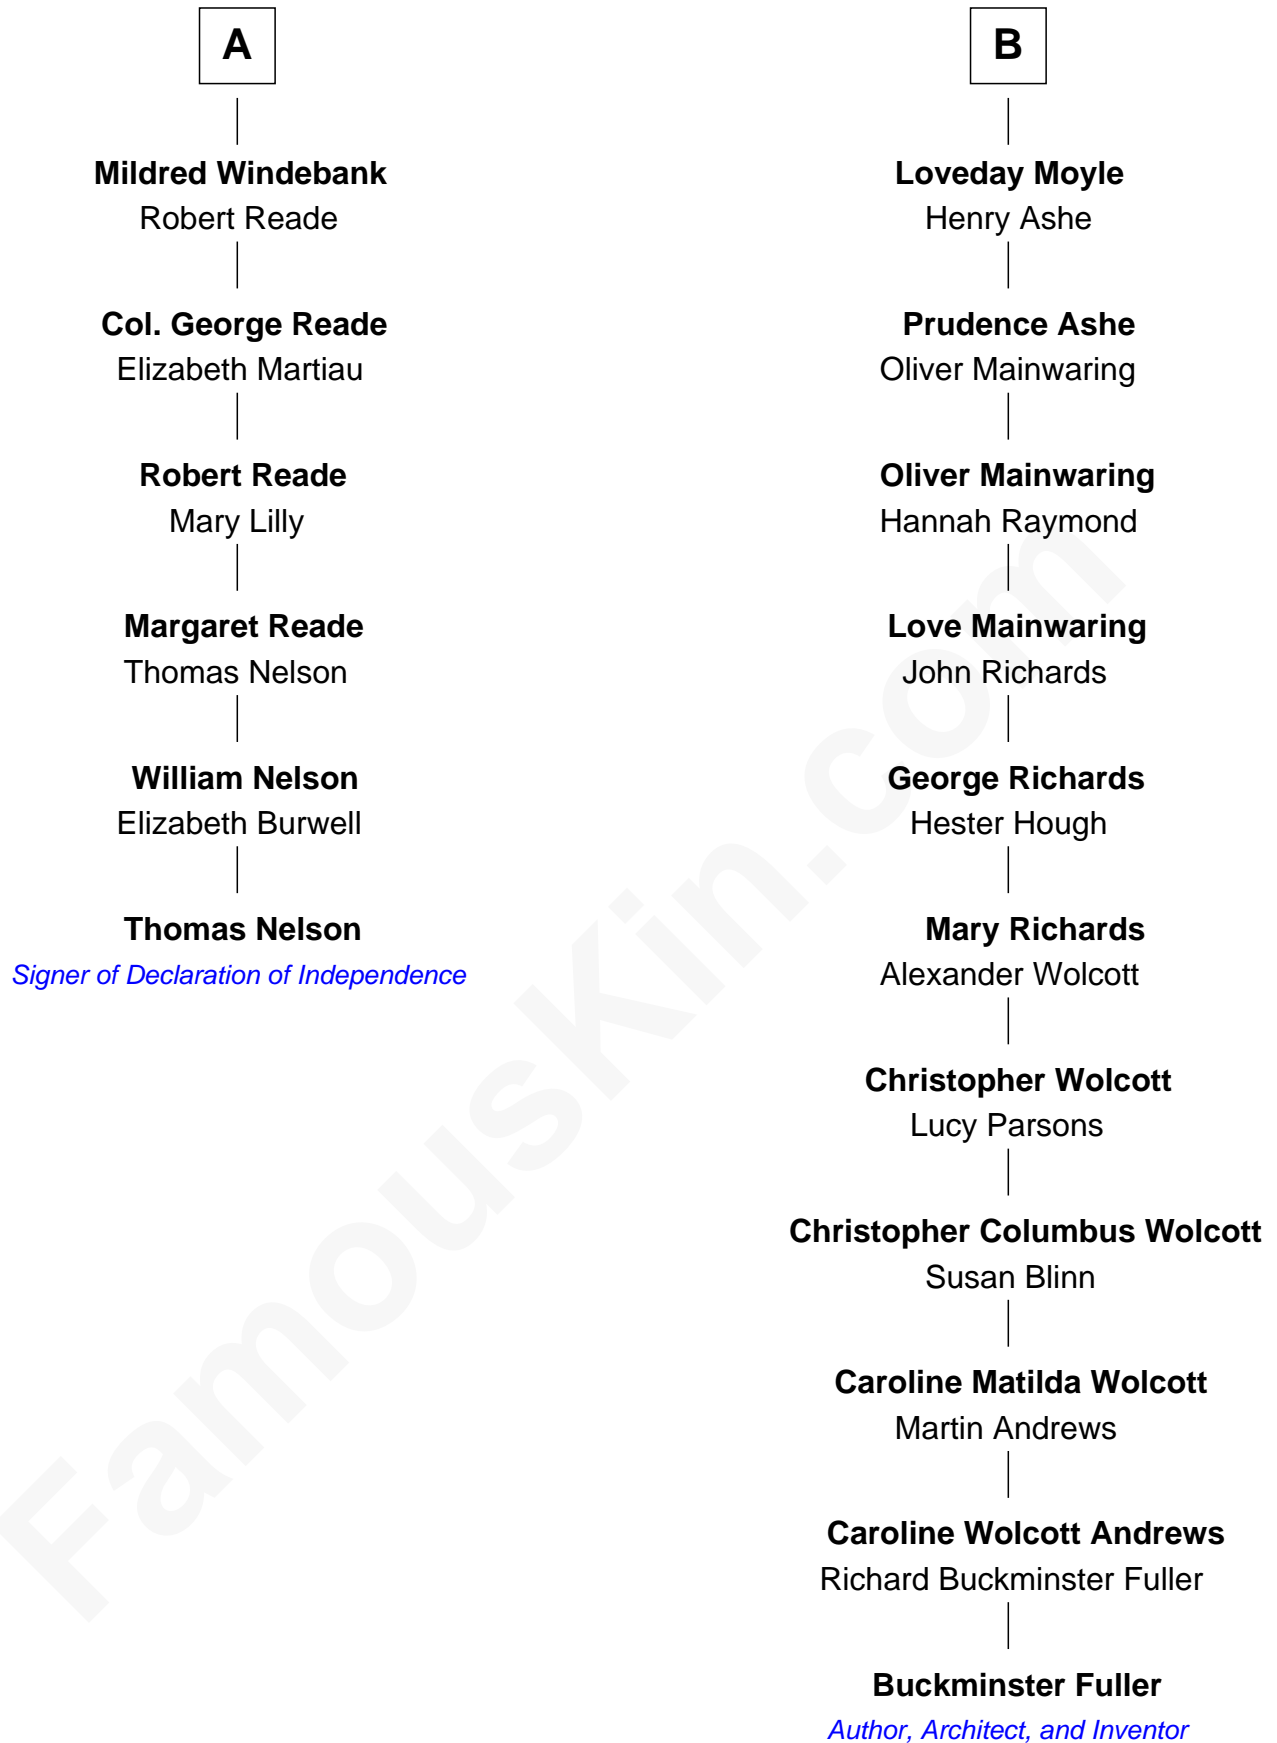 A
Mildred Windebank
Robert Reade
Col. George Reade
Elizabeth Martiau
Robert Reade
Mary Lilly
Margaret Reade
Thomas Nelson
William Nelson
Elizabeth Burwell
Thomas Nelson
Signer of Declaration of Independence
B
Loveday Moyle
Henry Ashe
Prudence Ashe
Oliver Mainwaring
Oliver Mainwaring
Hannah Raymond
Love Mainwaring
John Richards
George Richards
Hester Hough
Mary Richards
Alexander Wolcott
Christopher Wolcott
Lucy Parsons
Christopher Columbus Wolcott
Susan Blinn
Caroline Matilda Wolcott
Martin Andrews
Caroline Wolcott Andrews
Richard Buckminster Fuller
Buckminster Fuller
Author, Architect, and Inventor
FamousKin.com